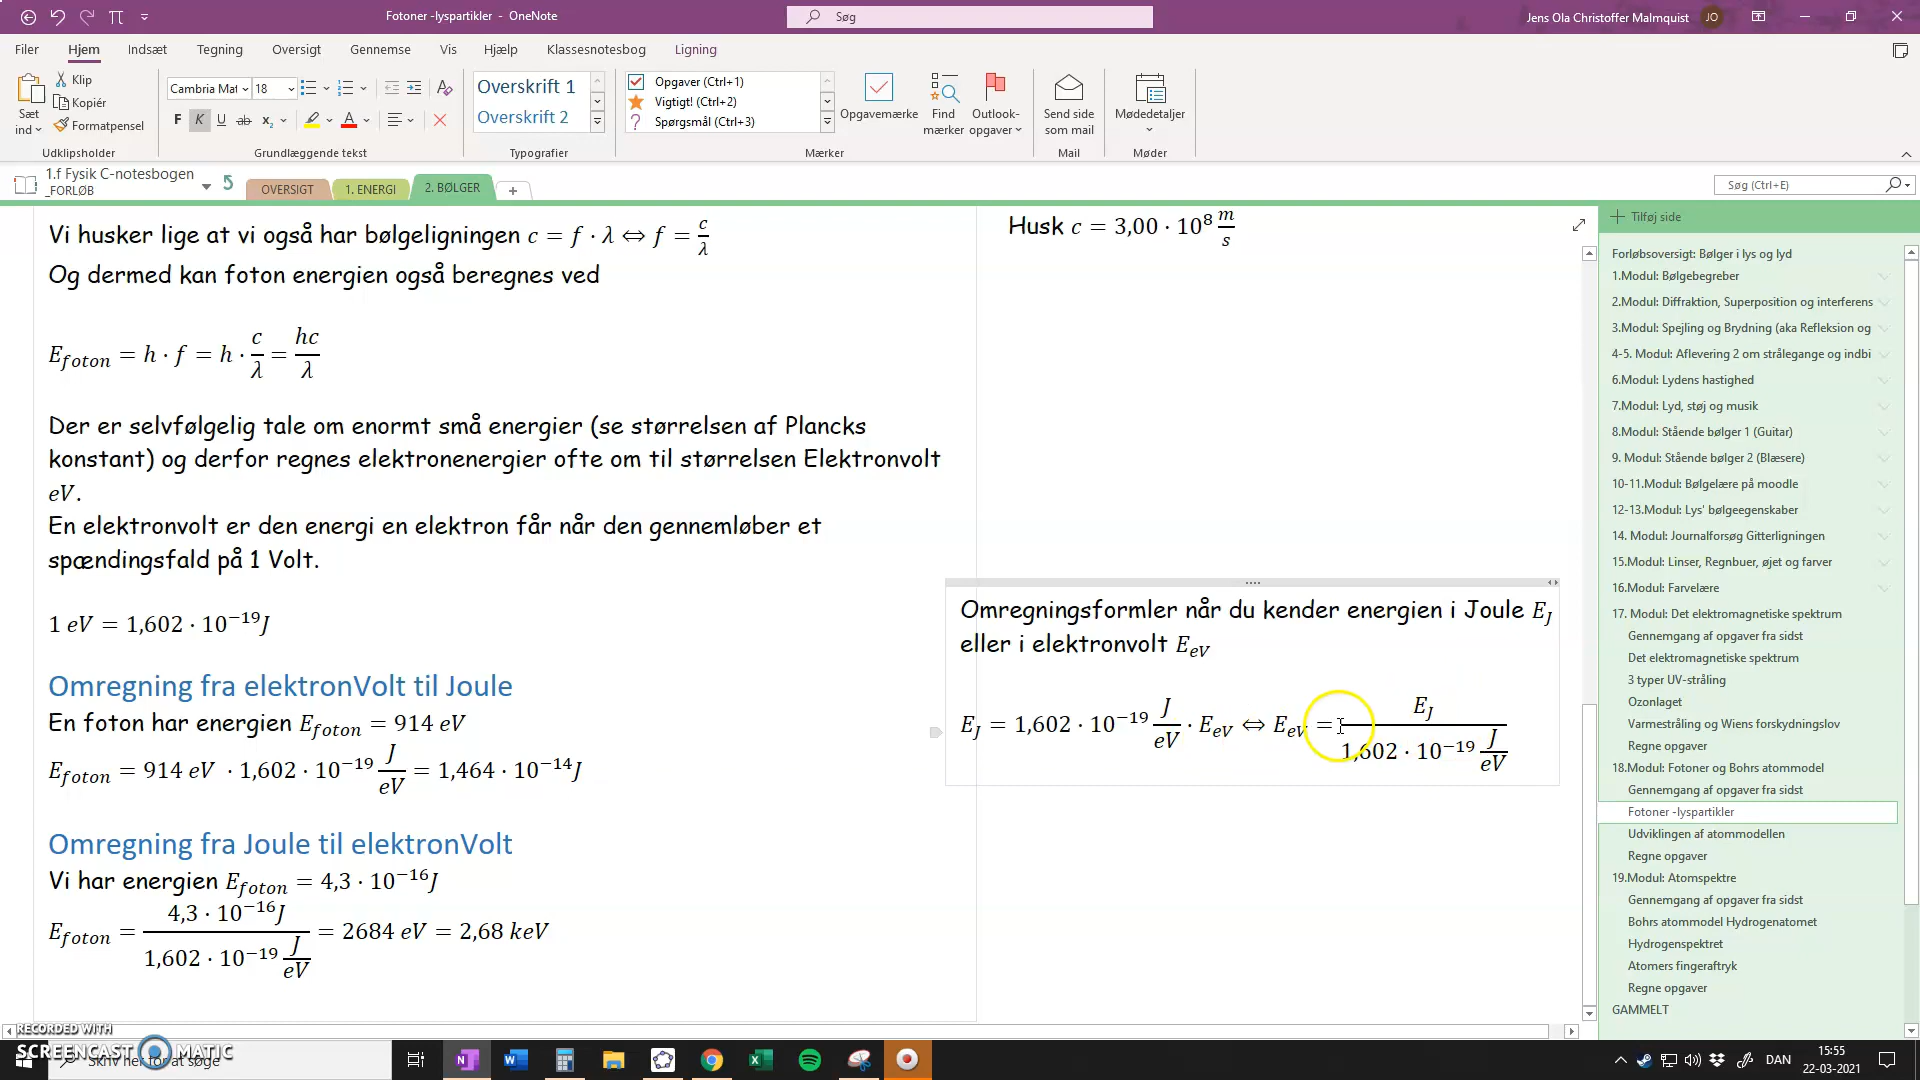 Fotoner -lyspartikler - OneNote
Søg
Jens Ola Christoffer Malmquist JO
Filer Hjem Indsæt Tegning Oversigt Gennemse Vis Hjælp Klassesnotesbog Ligning
Sæt ind
Klip
Kopiér
Formatpensel
Udklipsholder
Cambria Mat 18
F K U ab x₂ A
Grundlæggende tekst
Overskrift 1
Overskrift 2
Typografier
Opgaver (Ctrl+1)
Vigtigt! (Ctrl+2)
Spørgsmål (Ctrl+3)
Opgavemærke
Find mærker
Outlook-opgaver
Mærker
Send side som mail
Mail
Mødedetaljer
Møder
1.f Fysik C-notesbogen
_FORLØB
OVERSIGT 1. ENERGI 2. BØLGER +
Søg (Ctrl+E)
Vi husker lige at vi også har bølgeligningen c = f · λ ⇔ f = c/λ
Og dermed kan foton energien også beregnes ved
E_foton = h · f = h · c/λ = hc/λ
Der er selvfølgelig tale om enormt små energier (se størrelsen af Plancks
konstant) og derfor regnes elektronenergier ofte om til størrelsen Elektronvolt
eV.
En elektronvolt er den energi en elektron får når den gennemløber et
spændingsfald på 1 Volt.
1 eV = 1,602 · 10⁻¹⁹J
Omregning fra elektronVolt til Joule
En foton har energien E_foton = 914 eV
E_foton = 914 eV · 1,602 · 10⁻¹⁹ J/eV = 1,464 · 10⁻¹⁴J
Omregning fra Joule til elektronVolt
Vi har energien E_foton = 4,3 · 10⁻¹⁶J
E_foton = 4,3 · 10⁻¹⁶J / (1,602 · 10⁻¹⁹ J/eV) = 2684 eV = 2,68 keV
Husk c = 3,00 · 10⁸ m/s
Omregningsformler når du kender energien i Joule E_J
eller i elektronvolt E_eV
E_J = 1,602 · 10⁻¹⁹ J/eV · E_eV ⇔ E_eV = E_J / (1,602 · 10⁻¹⁹ J/eV)
Tilføj side
Forløbsoversigt: Bølger i lys og lyd
1.Modul: Bølgebegreber
2.Modul: Diffraktion, Superposition og interferens
3.Modul: Spejling og Brydning (aka Refleksion og
4-5. Modul: Aflevering 2 om strålegange og indbi
6.Modul: Lydens hastighed
7.Modul: Lyd, støj og musik
8.Modul: Stående bølger 1 (Guitar)
9. Modul: Stående bølger 2 (Blæsere)
10-11.Modul: Bølgelære på moodle
12-13.Modul: Lys' bølgeegenskaber
14. Modul: Journalforsøg Gitterligningen
15.Modul: Linser, Regnbuer, øjet og farver
16.Modul: Farvelære
17. Modul: Det elektromagnetiske spektrum
Gennemgang af opgaver fra sidst
Det elektromagnetiske spektrum
3 typer UV-stråling
Ozonlaget
Varmestråling og Wiens forskydningslov
Regne opgaver
18.Modul: Fotoner og Bohrs atommodel
Gennemgang af opgaver fra sidst
Fotoner -lyspartikler
Udviklingen af atommodellen
Regne opgaver
19.Modul: Atomspektre
Gennemgang af opgaver fra sidst
Bohrs atommodel Hydrogenatomet
Hydrogenspektret
Atomers fingeraftryk
Regne opgaver
GAMMELT
RECORDED WITH
SCREENCAST MATIC
Skriv her for at søge
DAN
15:55
22-03-2021